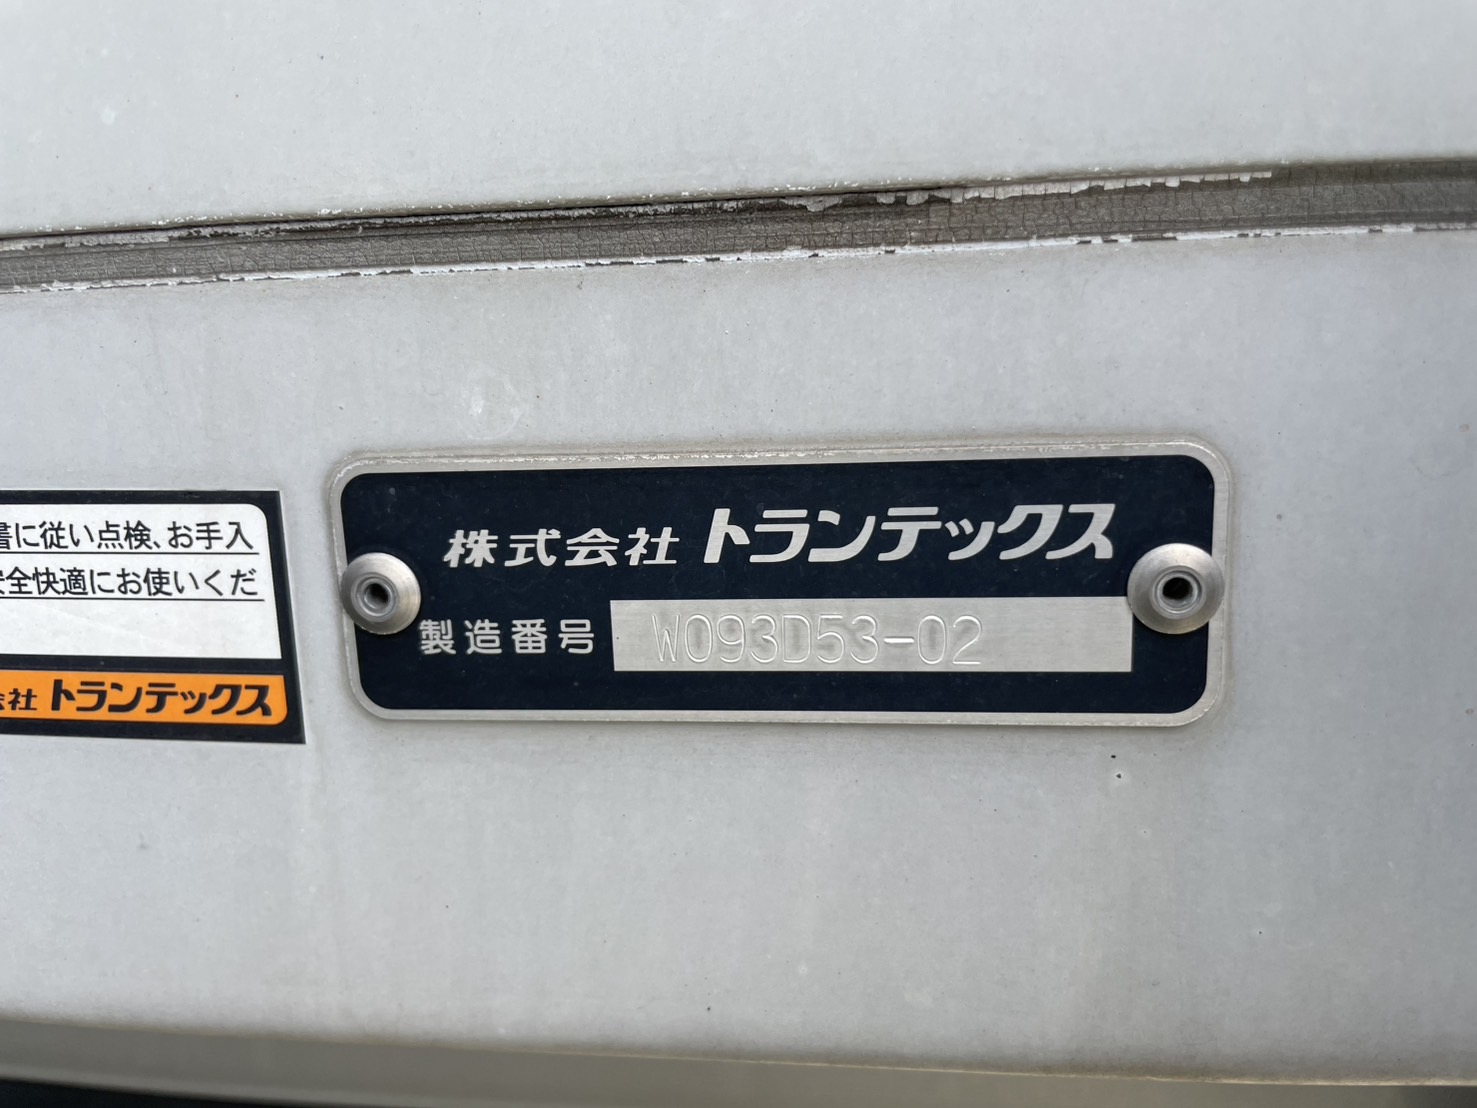 書に従い点検、お手入
安全快適にお使いくだ
会社 トランテックス
株式会社 トランテックス
製造番号 W093D53-02